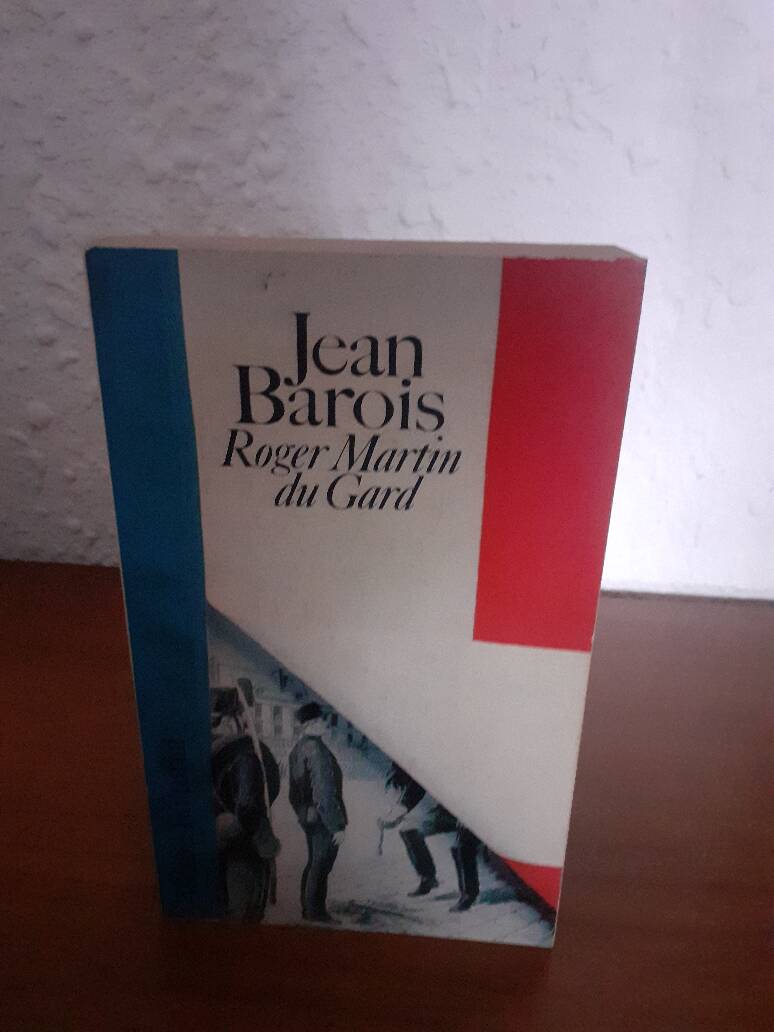 Jean
Barois
Roger Martin
du Gard